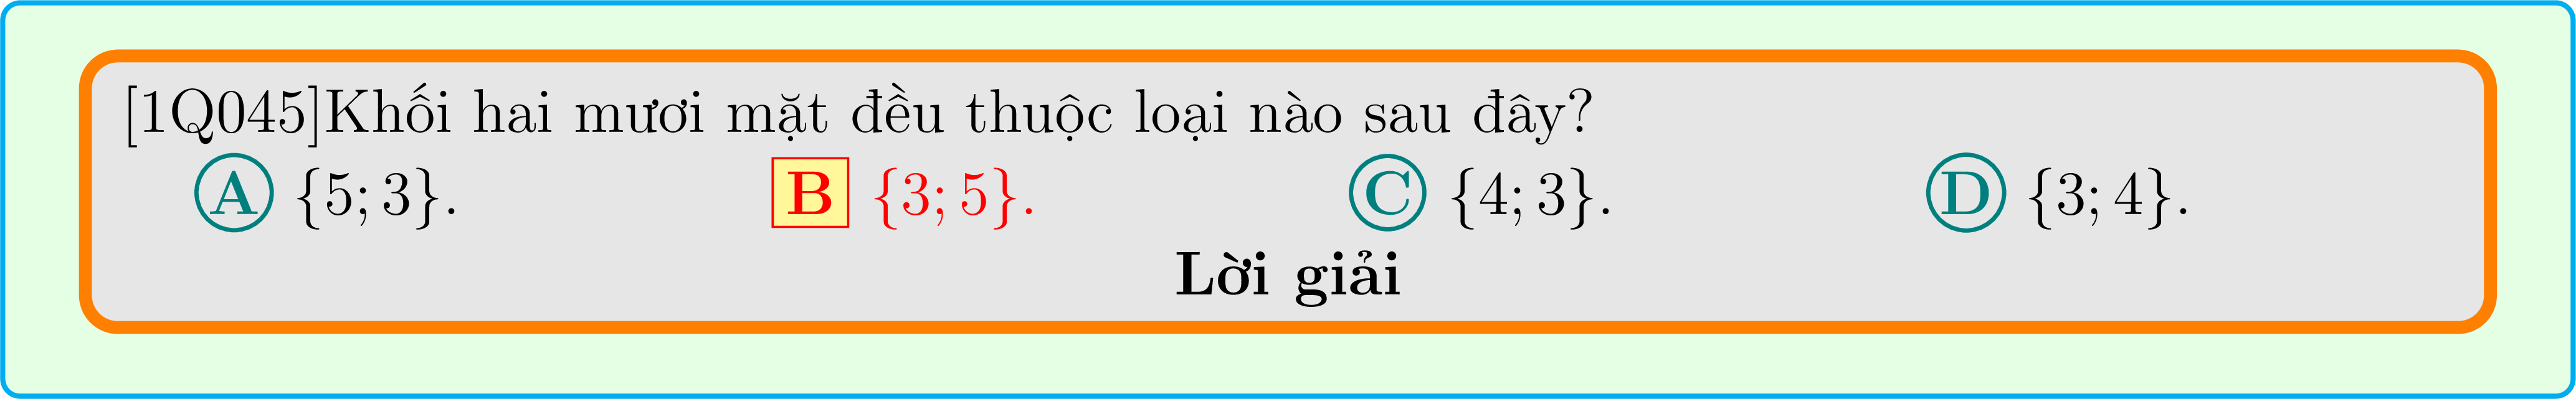 [1Q045]Khối hai mươi mặt đều thuộc loại nào sau đây?
A {5; 3}. B {3; 5}. C {4; 3}. D {3; 4}.
Lời giải